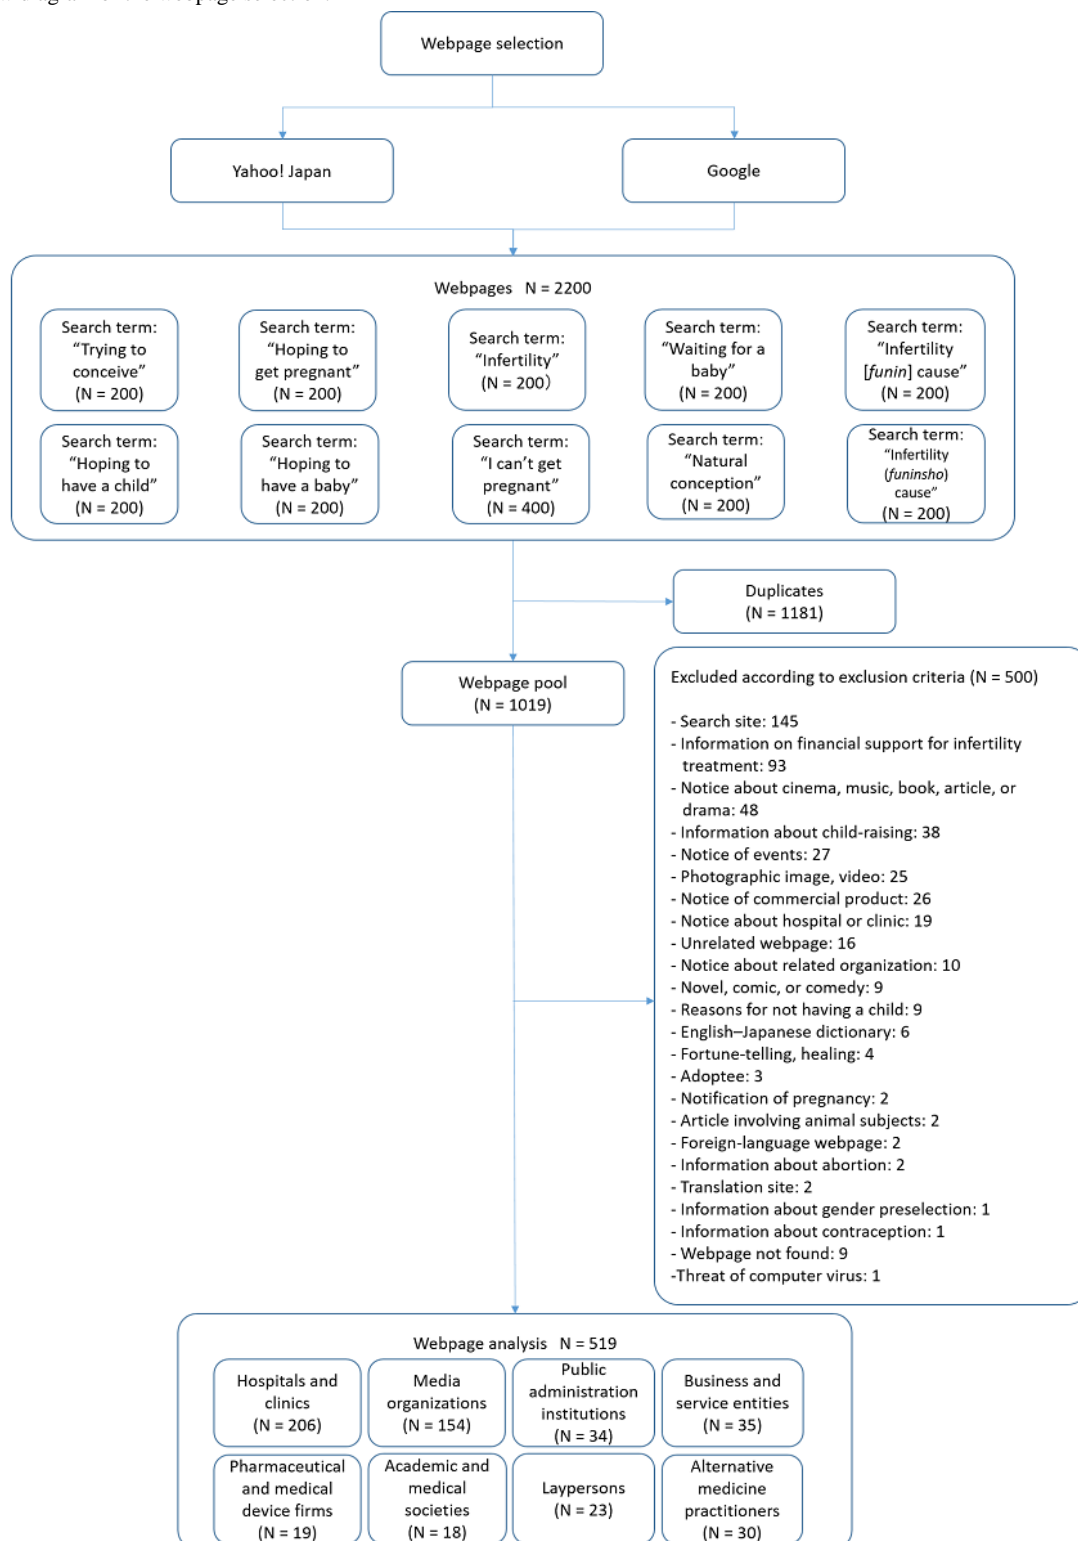 Webpage selection
Yahoo! Japan
Google
Webpages N = 2200
Search term:
“Trying to
conceive”
(N = 200)
Search term:
“Hoping to
get pregnant”
(N = 200)
Search term:
“Infertility”
(N = 200）
Search term:
“Waiting for a
baby”
(N = 200)
Search term:
“Infertility
[funin] cause”
(N = 200)
Search term:
“Hoping to
have a child”
(N = 200)
Search term:
“Hoping to
have a baby”
(N = 200)
Search term:
“I can’t get
pregnant”
(N = 400)
Search term:
“Natural
conception”
(N = 200)
Search term:
“Infertility
(funinsho)
cause”
(N = 200)
Duplicates
(N = 1181)
Webpage pool
(N = 1019)
Excluded according to exclusion criteria (N = 500)
- Search site: 145
- Information on financial support for infertility
treatment: 93
- Notice about cinema, music, book, article, or
drama: 48
- Information about child-raising: 38
- Notice of events: 27
- Photographic image, video: 25
- Notice of commercial product: 26
- Notice about hospital or clinic: 19
- Unrelated webpage: 16
- Notice about related organization: 10
- Novel, comic, or comedy: 9
- Reasons for not having a child: 9
- English–Japanese dictionary: 6
- Fortune-telling, healing: 4
- Adoptee: 3
- Notification of pregnancy: 2
- Article involving animal subjects: 2
- Foreign-language webpage: 2
- Information about abortion: 2
- Translation site: 2
- Information about gender preselection: 1
- Information about contraception: 1
- Webpage not found: 9
-Threat of computer virus: 1
Webpage analysis N = 519
Hospitals and
clinics
(N = 206)
Media
organizations
(N = 154)
Public
administration
institutions
(N = 34)
Business and
service entities
(N = 35)
Pharmaceutical
and medical
device firms
(N = 19)
Academic and
medical
societies
(N = 18)
Laypersons
(N = 23)
Alternative
medicine
practitioners
(N = 30)